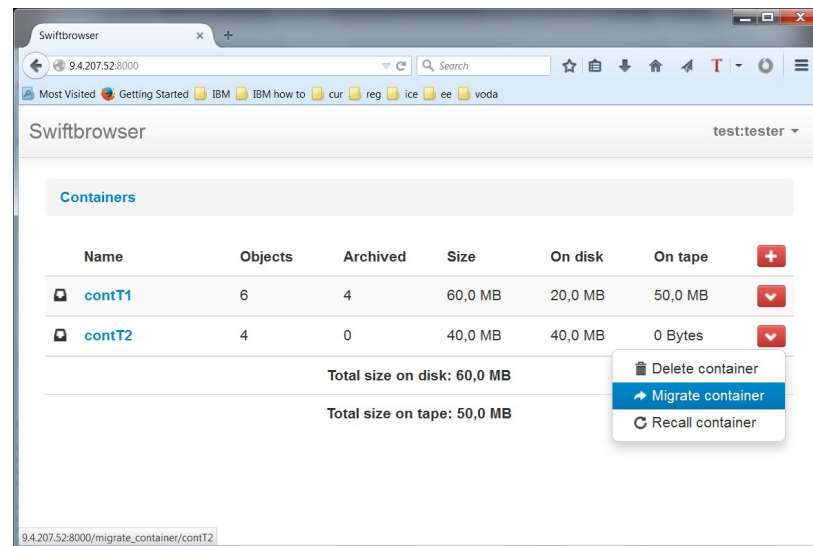 Swiftbrowser × +
9.4.207.52:8000 Search T
Most Visited Getting Started IBM IBM how to cur reg ice ee voda
Swiftbrowser test:tester
Containers
Name Objects Archived Size On disk On tape
contT1 6 4 60,0 MB 20,0 MB 50,0 MB
contT2 4 0 40,0 MB 40,0 MB 0 Bytes
Total size on disk: 60,0 MB
Total size on tape: 50,0 MB
Delete container
Migrate container
Recall container
9.4.207.52:8000/migrate_container/contT2